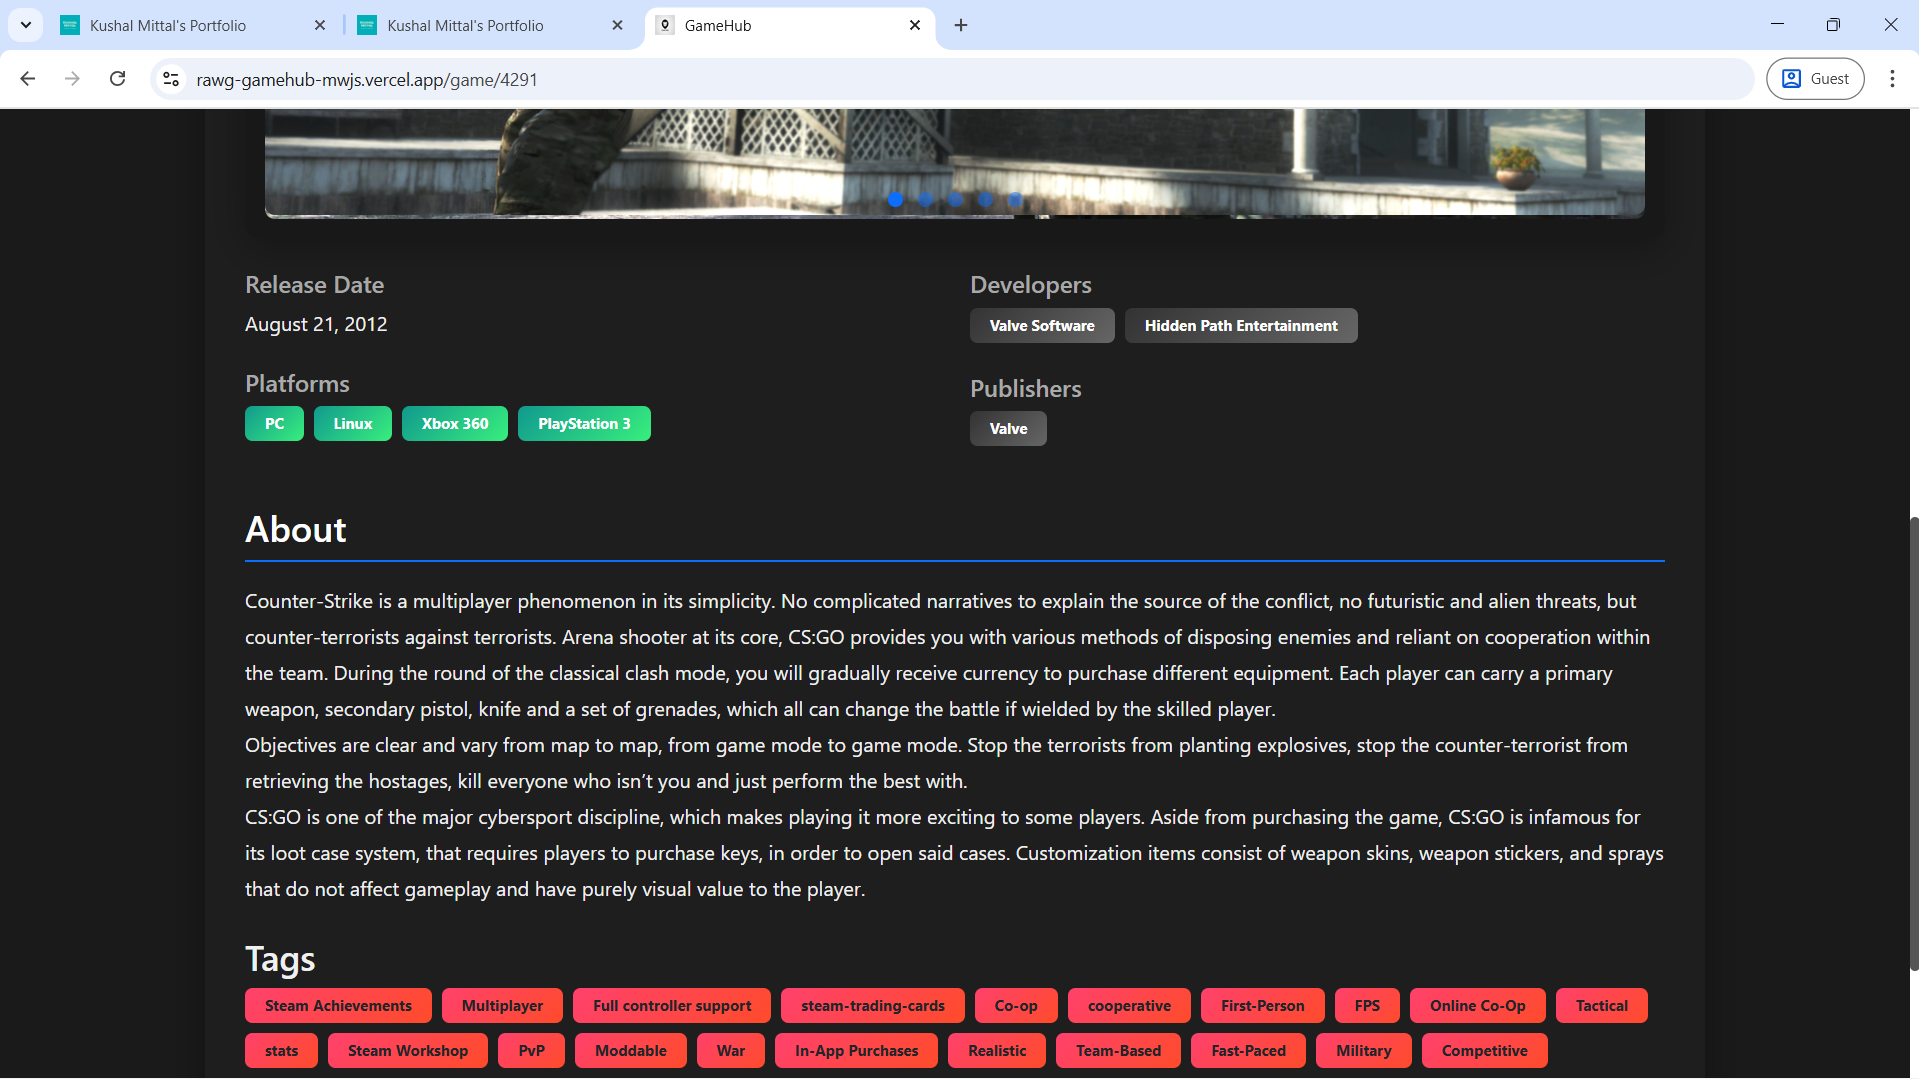 Kushal Mittal's Portfolio
Kushal Mittal's Portfolio
GameHub
rawg-gamehub-mwjs.vercel.app/game/4291
Guest
Release Date
August 21, 2012
Developers
Valve Software
Hidden Path Entertainment
Platforms
PC
Linux
Xbox 360
PlayStation 3
Publishers
Valve
About
Counter-Strike is a multiplayer phenomenon in its simplicity. No complicated narratives to explain the source of the conflict, no futuristic and alien threats, but
counter-terrorists against terrorists. Arena shooter at its core, CS:GO provides you with various methods of disposing enemies and reliant on cooperation within
the team. During the round of the classical clash mode, you will gradually receive currency to purchase different equipment. Each player can carry a primary
weapon, secondary pistol, knife and a set of grenades, which all can change the battle if wielded by the skilled player.
Objectives are clear and vary from map to map, from game mode to game mode. Stop the terrorists from planting explosives, stop the counter-terrorist from
retrieving the hostages, kill everyone who isn’t you and just perform the best with.
CS:GO is one of the major cybersport discipline, which makes playing it more exciting to some players. Aside from purchasing the game, CS:GO is infamous for
its loot case system, that requires players to purchase keys, in order to open said cases. Customization items consist of weapon skins, weapon stickers, and sprays
that do not affect gameplay and have purely visual value to the player.
Tags
Steam Achievements Multiplayer Full controller support steam-trading-cards Co-op cooperative First-Person FPS Online Co-Op Tactical
stats Steam Workshop PvP Moddable War In-App Purchases Realistic Team-Based Fast-Paced Military Competitive